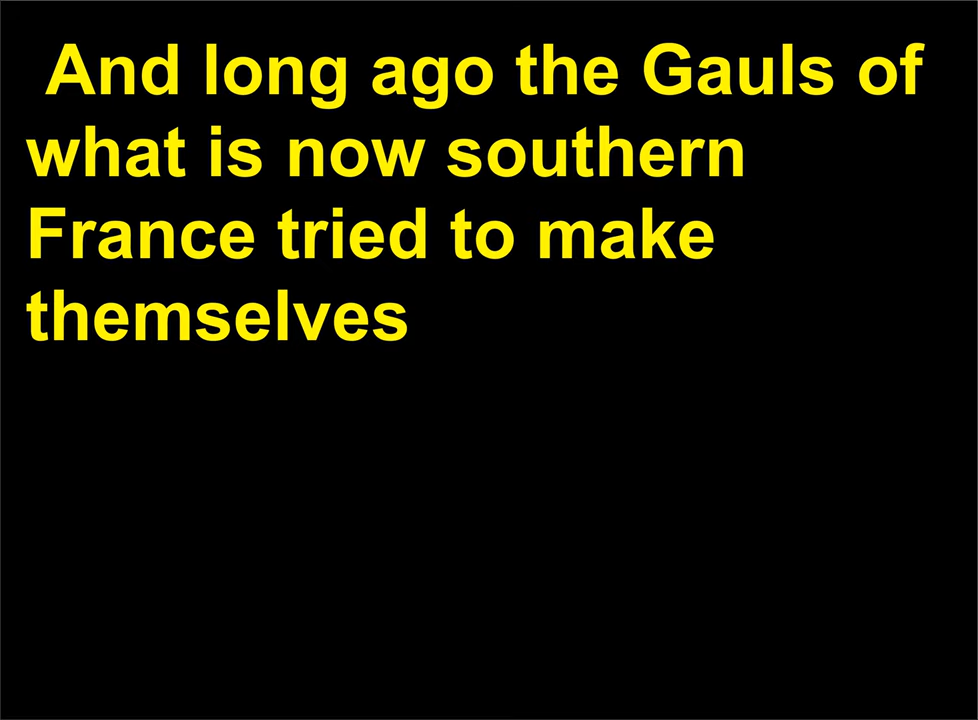 And long ago the Gauls of
what is now southern
France tried to make
themselves